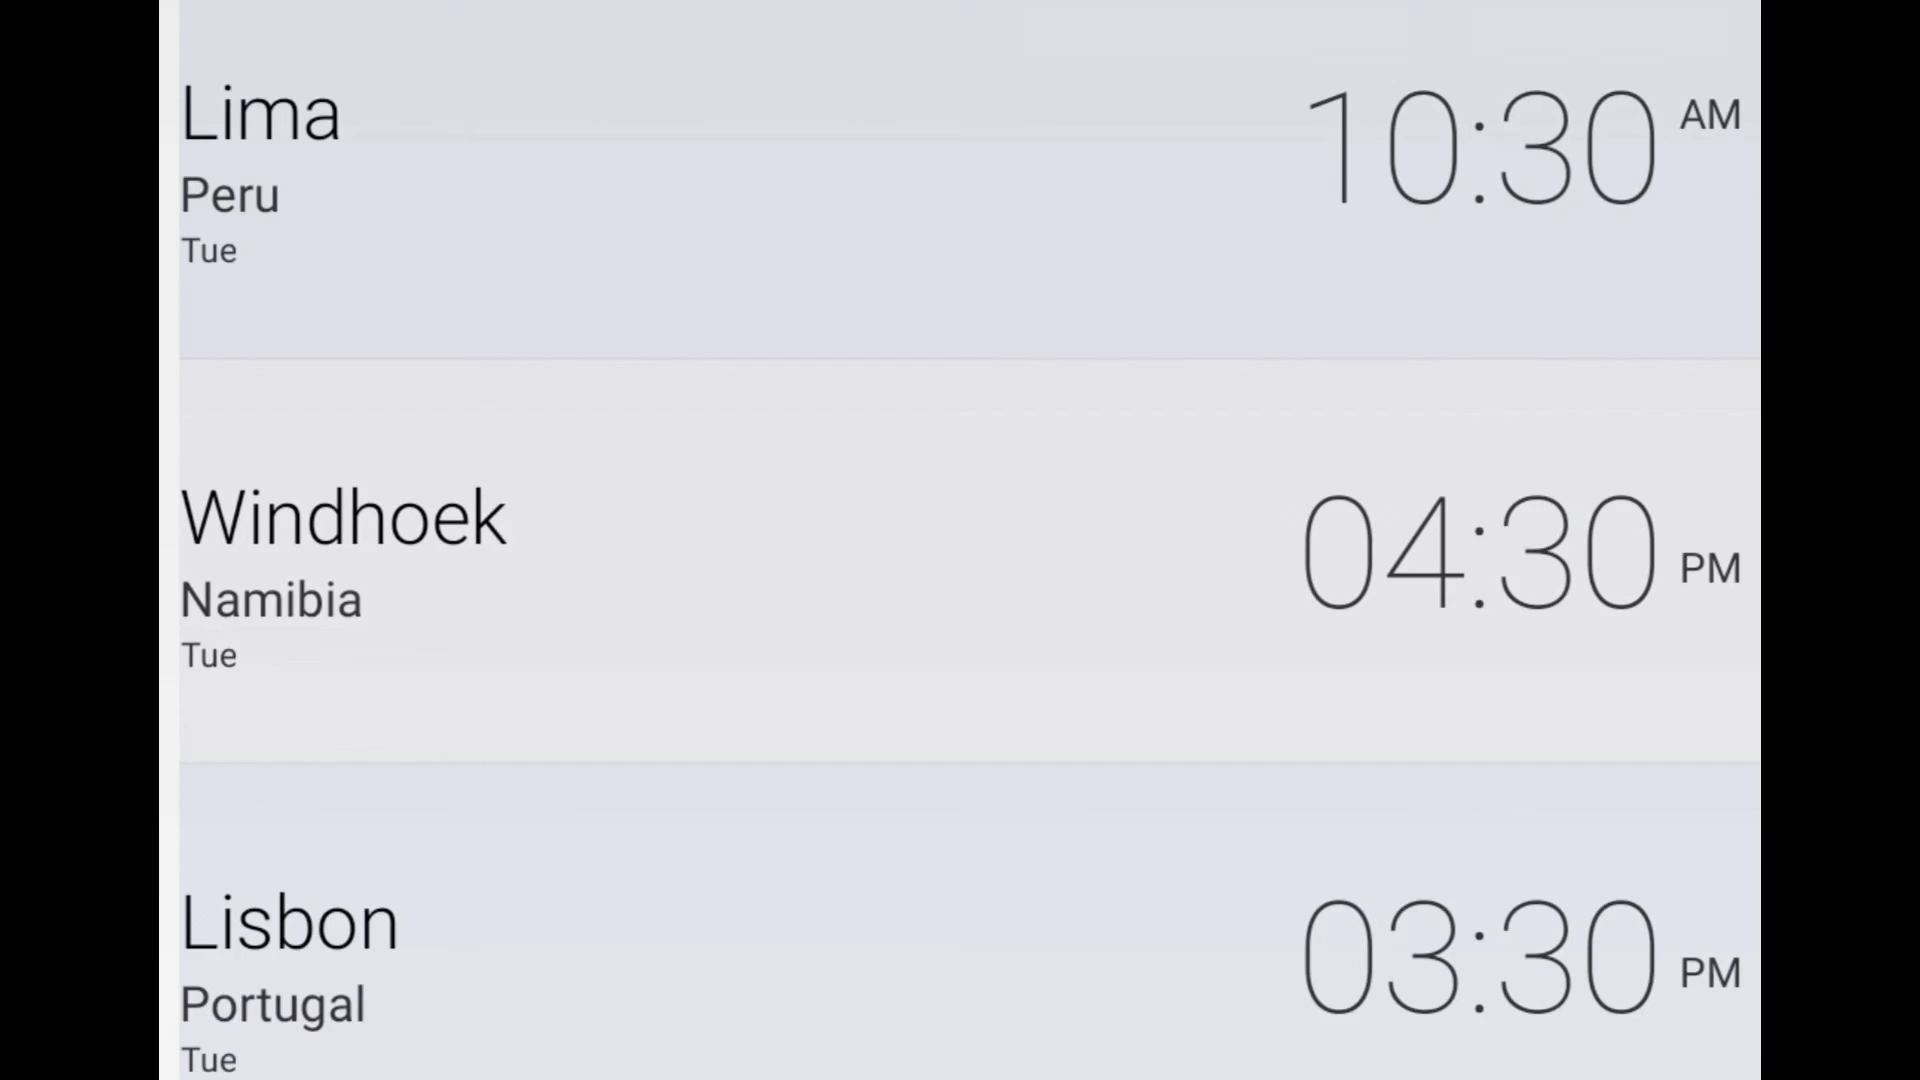 Lima
10:30 AM
Peru
Tue
Windhoek
04:30 PM
Namibia
Tue
Lisbon
03:30 PM
Portugal
Tue